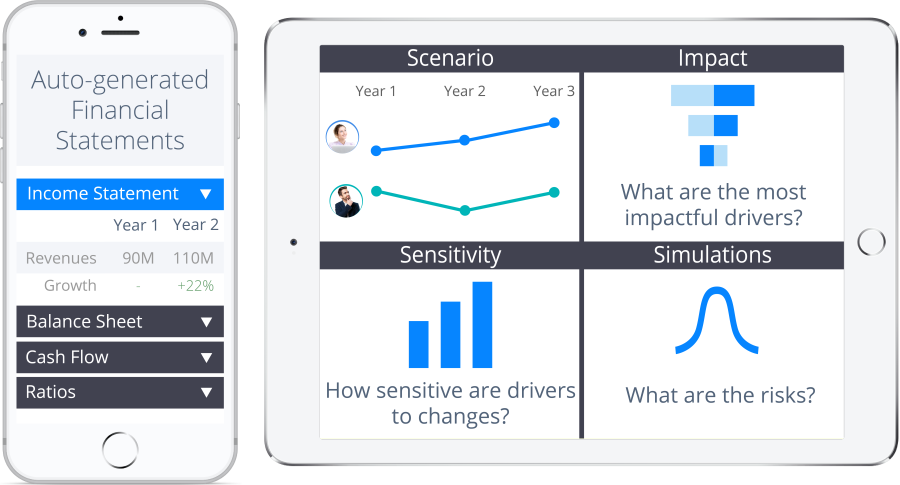 Auto-generated
Financial
Statements
Income Statement
Year 1 Year 2
Revenues 90M 110M
Growth - +22%
Balance Sheet
Cash Flow
Ratios
Scenario
Year 1 Year 2 Year 3
Impact
What are the most
impactful drivers?
Sensitivity
How sensitive are drivers
to changes?
Simulations
What are the risks?